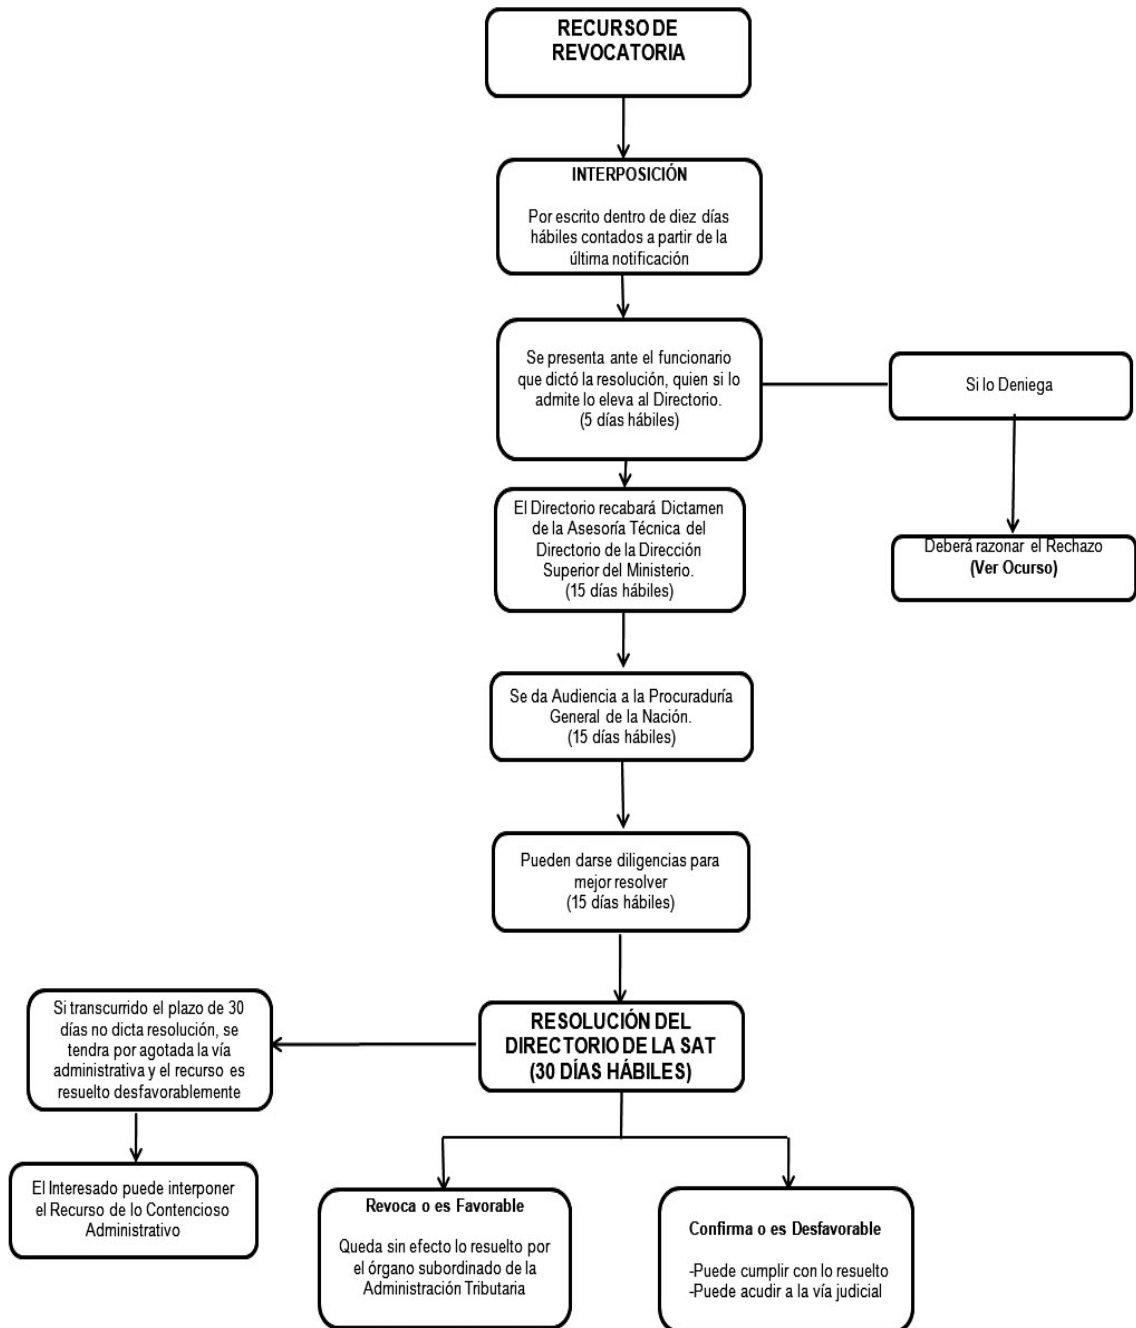 RECURSO DE
REVOCATORIA
INTERPOSICIÓN
Por escrito dentro de diez días
hábiles contados a partir de la
última notificación
Se presenta ante el funcionario
que dictó la resolución, quien si lo
admite lo eleva al Directorio.
(5 días hábiles)
Si lo Deniega
Deberá razonar el Rechazo
(Ver Ocurso)
El Directorio recabará Dictamen
de la Asesoría Técnica del
Directorio de la Dirección
Superior del Ministerio.
(15 días hábiles)
Se da Audiencia a la Procuraduría
General de la Nación.
(15 días hábiles)
Pueden darse diligencias para
mejor resolver
(15 días hábiles)
RESOLUCIÓN DEL
DIRECTORIO DE LA SAT
(30 DÍAS HÁBILES)
Si transcurrido el plazo de 30
días no dicta resolución, se
tendra por agotada la vía
administrativa y el recurso es
resuelto desfavorablemente
El Interesado puede interponer
el Recurso de lo Contencioso
Administrativo
Revoca o es Favorable
Queda sin efecto lo resuelto por
el órgano subordinado de la
Administración Tributaria
Confirma o es Desfavorable
-Puede cumplir con lo resuelto
-Puede acudir a la vía judicial